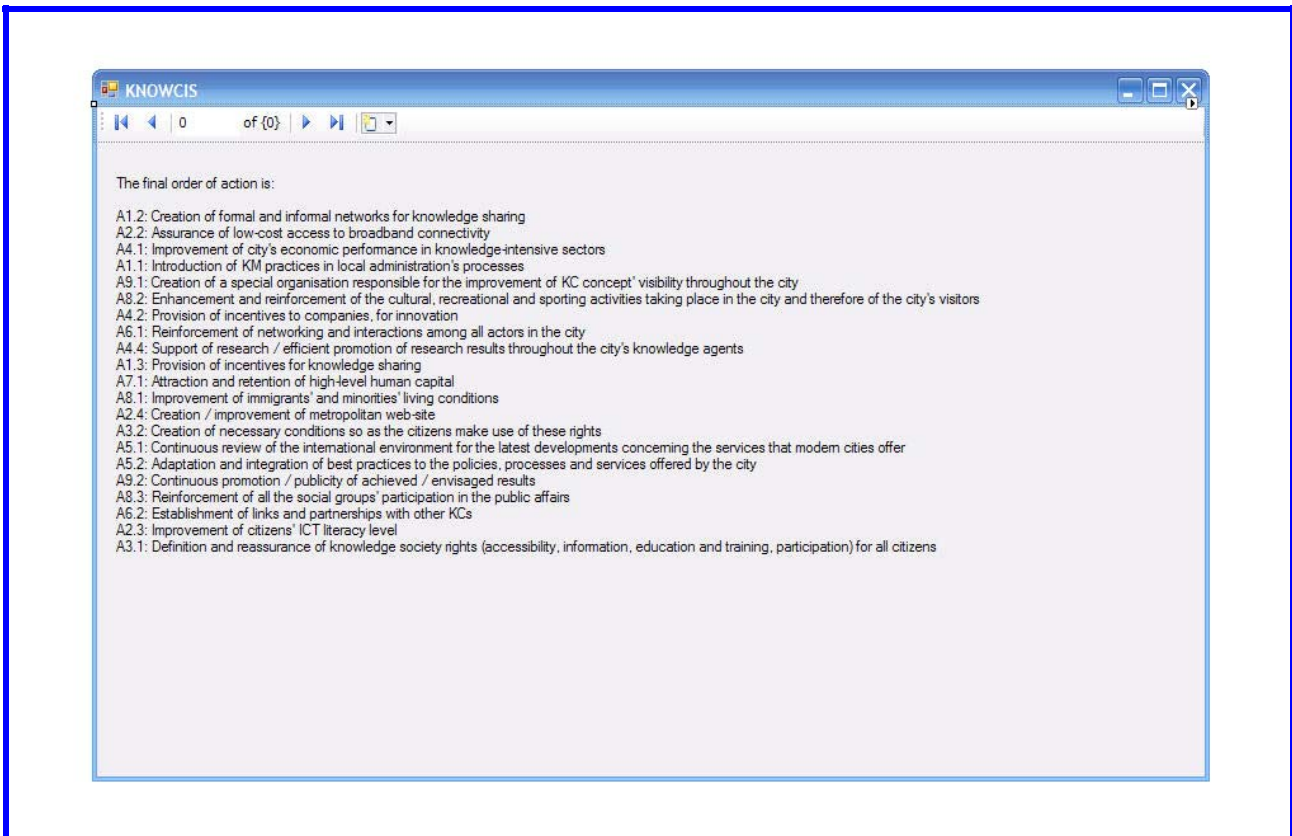 KNOWCIS
0 of {0}
The final order of action is:
A1.2: Creation of formal and informal networks for knowledge sharing
A2.2: Assurance of low-cost access to broadband connectivity
A4.1: Improvement of city's economic performance in knowledge-intensive sectors
A1.1: Introduction of KM practices in local administration's processes
A9.1: Creation of a special organisation responsible for the improvement of KC concept' visibility throughout the city
A8.2: Enhancement and reinforcement of the cultural, recreational and sporting activities taking place in the city and therefore of the city's visitors
A4.2: Provision of incentives to companies, for innovation
A6.1: Reinforcement of networking and interactions among all actors in the city
A4.4: Support of research / efficient promotion of research results throughout the city's knowledge agents
A1.3: Provision of incentives for knowledge sharing
A7.1: Attraction and retention of high-level human capital
A8.1: Improvement of immigrants' and minorities' living conditions
A2.4: Creation / improvement of metropolitan web-site
A3.2: Creation of necessary conditions so as the citizens make use of these rights
A5.1: Continuous review of the international environment for the latest developments concerning the services that modern cities offer
A5.2: Adaptation and integration of best practices to the policies, processes and services offered by the city
A9.2: Continuous promotion / publicity of achieved / envisaged results
A8.3: Reinforcement of all the social groups' participation in the public affairs
A6.2: Establishment of links and partnerships with other KCs
A2.3: Improvement of citizens' ICT literacy level
A3.1: Definition and reassurance of knowledge society rights (accessibility, information, education and training, participation) for all citizens